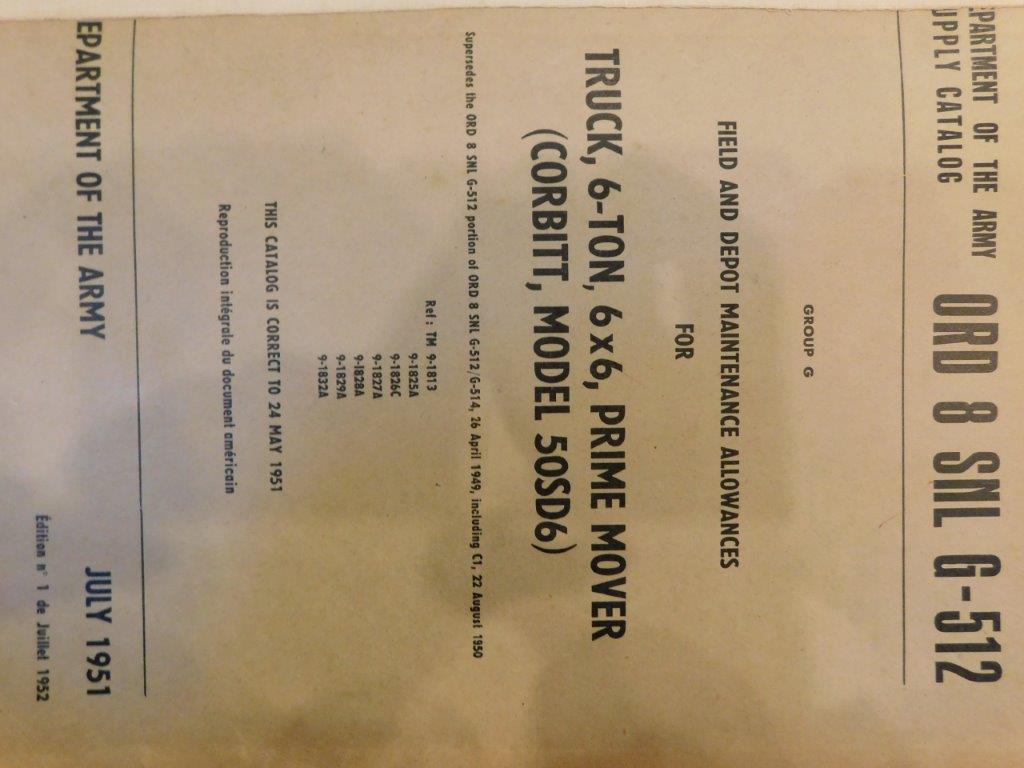 EPARTMENT OF THE ARMY
UPPLY CATALOG
ORD 8 SNL G-512
GROUP G
FIELD AND DEPOT MAINTENANCE ALLOWANCES
FOR
TRUCK, 6-TON, 6 x 6, PRIME MOVER
(CORBITT, MODEL 50SD6)
Supersedes the ORD 8 SNL G-512 portion of ORD 8 SNL G-512/G-514, 26 April 1949, including C1, 22 August 1950
Ref : TM 9-1813
9-1825A
9-1826C
9-1827A
9-1828A
9-1829A
9-1832A
THIS CATALOG IS CORRECT TO 24 MAY 1951
Reproduction intégrale du document américain
EPARTMENT OF THE ARMY
JULY 1951
Édition n° 1 de Juillet 1952